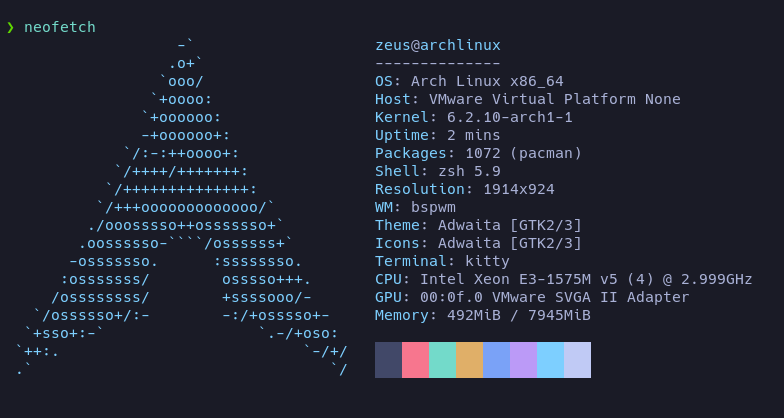 ❯ neofetch
                  -`                    zeus@archlinux
                 .o+`                   --------------
                `ooo/                   OS: Arch Linux x86_64
               `+oooo:                  Host: VMware Virtual Platform None
              `+oooooo:                 Kernel: 6.2.10-arch1-1
              -+oooooo+:                Uptime: 2 mins
            `/:-:++oooo+:               Packages: 1072 (pacman)
           `/++++/+++++++:              Shell: zsh 5.9
          `/++++++++++++++:             Resolution: 1914x924
         `/+++ooooooooooooo/`           WM: bspwm
        ./ooosssso++osssssso+`          Theme: Adwaita [GTK2/3]
       .oossssso-````/ossssss+`         Icons: Adwaita [GTK2/3]
      -osssssso.      :ssssssso.        Terminal: kitty
     :osssssss/        osssso+++.       CPU: Intel Xeon E3-1575M v5 (4) @ 2.999GHz
    /ossssssss/        +ssssooo/-       GPU: 00:0f.0 VMware SVGA II Adapter
  `/ossssso+/:-        -:/+osssso+-     Memory: 492MiB / 7945MiB
 `+sso+:-`                 `.-/+oso:
`++:.                           `-/+/
.`                                 `/